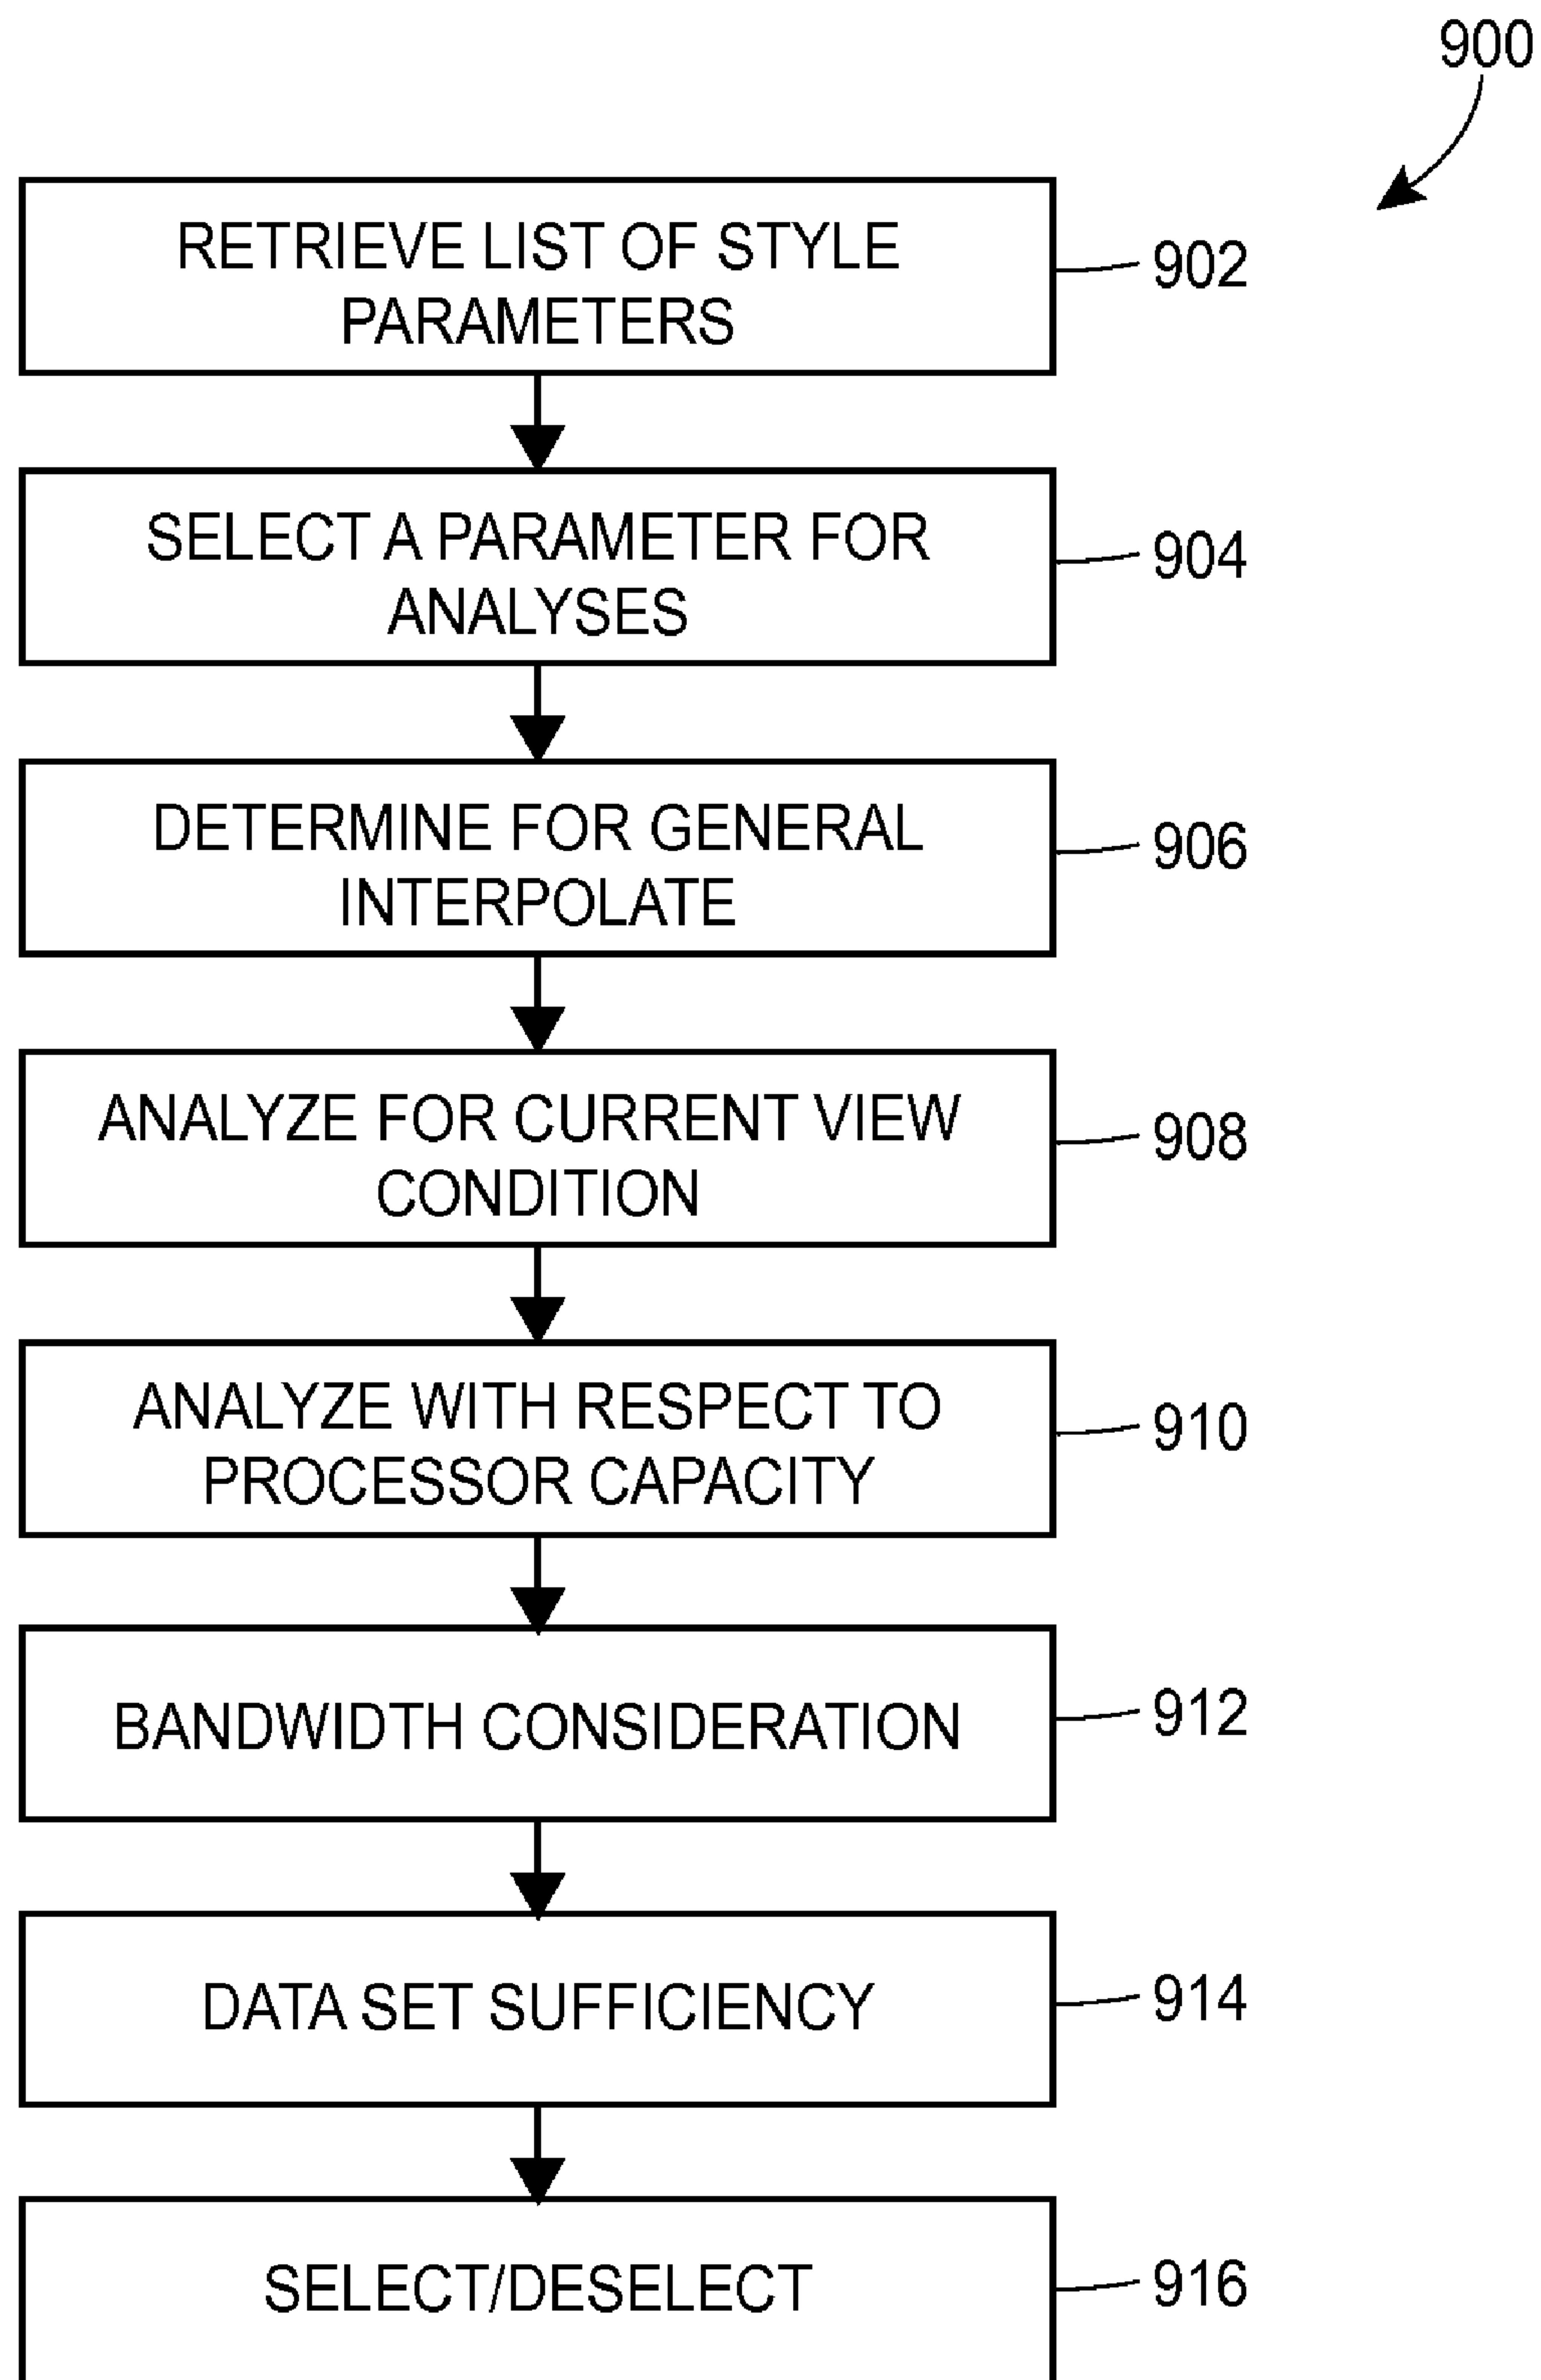 900
RETRIEVE LIST OF STYLE
PARAMETERS
902
SELECT A PARAMETER FOR
ANALYSES
904
DETERMINE FOR GENERAL
INTERPOLATE
906
ANALYZE FOR CURRENT VIEW
CONDITION
908
ANALYZE WITH RESPECT TO
PROCESSOR CAPACITY
910
BANDWIDTH CONSIDERATION
912
DATA SET SUFFICIENCY
914
SELECT/DESELECT
916